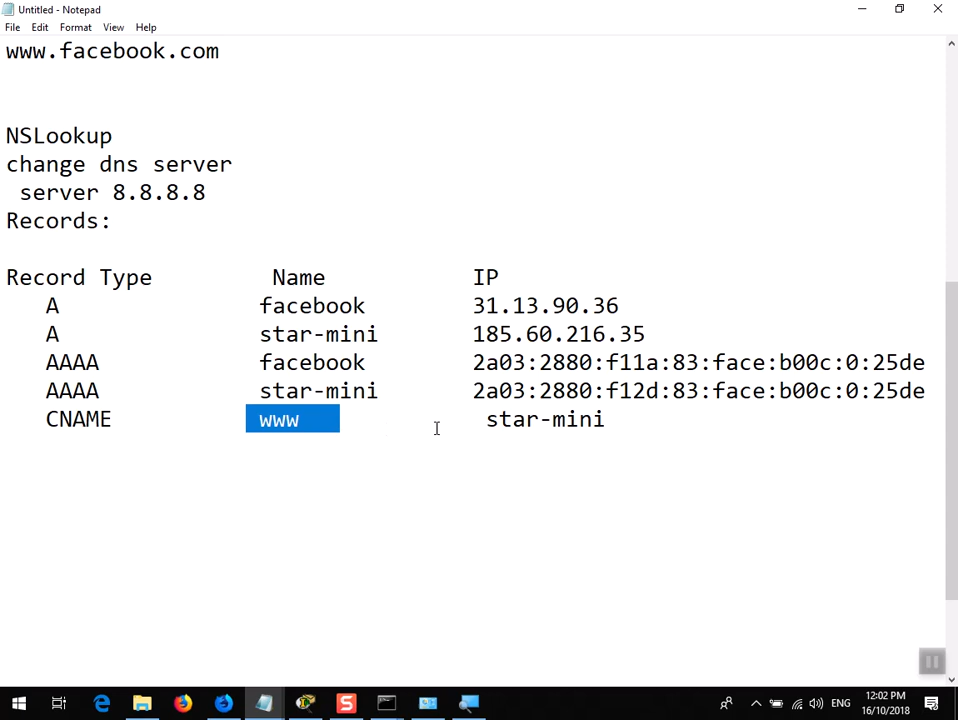 Untitled - Notepad
File Edit Format View Help
www.facebook.com
NSLookup
change dns server
server 8.8.8.8
Records:
Record Type Name IP
A facebook 31.13.90.36
A star-mini 185.60.216.35
AAAA facebook 2a03:2880:f11a:83:face:b00c:0:25de
AAAA star-mini 2a03:2880:f12d:83:face:b00c:0:25de
CNAME www star-mini
ENG
12:02 PM
16/10/2018